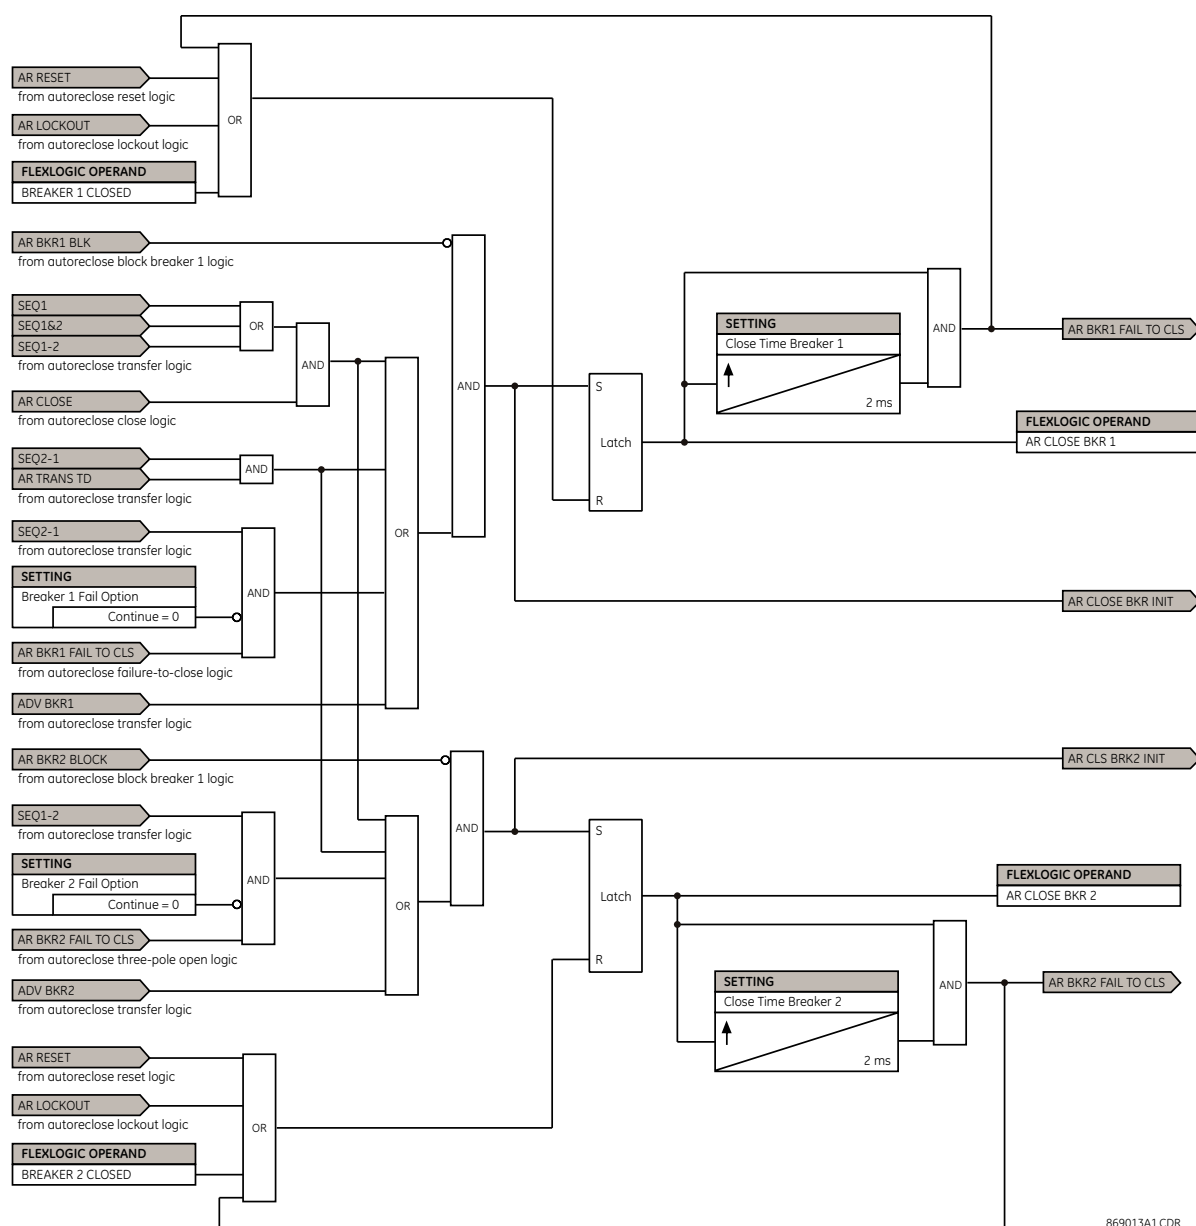 AR RESET
from autoreclose reset logic
OR
AR LOCKOUT
from autoreclose lockout logic
FLEXLOGIC OPERAND
BREAKER 1 CLOSED
AR BKR1 BLK
from autoreclose block breaker 1 logic
SEQ1
SEQ1&2
SEQ1-2
from autoreclose transfer logic
OR
AND
AR CLOSE
from autoreclose close logic
SEQ2-1
AR TRANS TD
from autoreclose transfer logic
AND
SEQ2-1
from autoreclose transfer logic
SETTING
Breaker 1 Fail Option
Continue = 0
AND
AR BKR1 FAIL TO CLS
from autoreclose failure-to-close logic
ADV BKR1
from autoreclose transfer logic
OR
AND
S
Latch
R
SETTING
Close Time Breaker 1
2 ms
AND
AR BKR1 FAIL TO CLS
FLEXLOGIC OPERAND
AR CLOSE BKR 1
AR CLOSE BKR INIT
AR BKR2 BLOCK
from autoreclose block breaker 1 logic
SEQ1-2
from autoreclose transfer logic
SETTING
Breaker 2 Fail Option
Continue = 0
AND
AR BKR2 FAIL TO CLS
from autoreclose three-pole open logic
ADV BKR2
from autoreclose transfer logic
OR
AND
AR CLS BRK2 INIT
S
Latch
R
FLEXLOGIC OPERAND
AR CLOSE BKR 2
SETTING
Close Time Breaker 2
2 ms
AND
AR BKR2 FAIL TO CLS
AR RESET
from autoreclose reset logic
AR LOCKOUT
from autoreclose lockout logic
OR
FLEXLOGIC OPERAND
BREAKER 2 CLOSED
869013A1.CDR